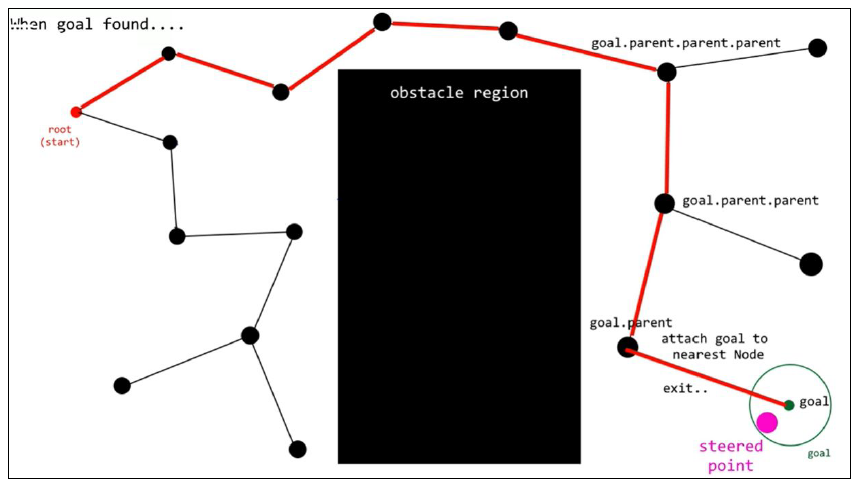 When goal found....
goal.parent.parent.parent
obstacle region
root
(start)
goal.parent.parent
goal.parent
attach goal to
nearest Node
exit..
goal
steered
point
goal